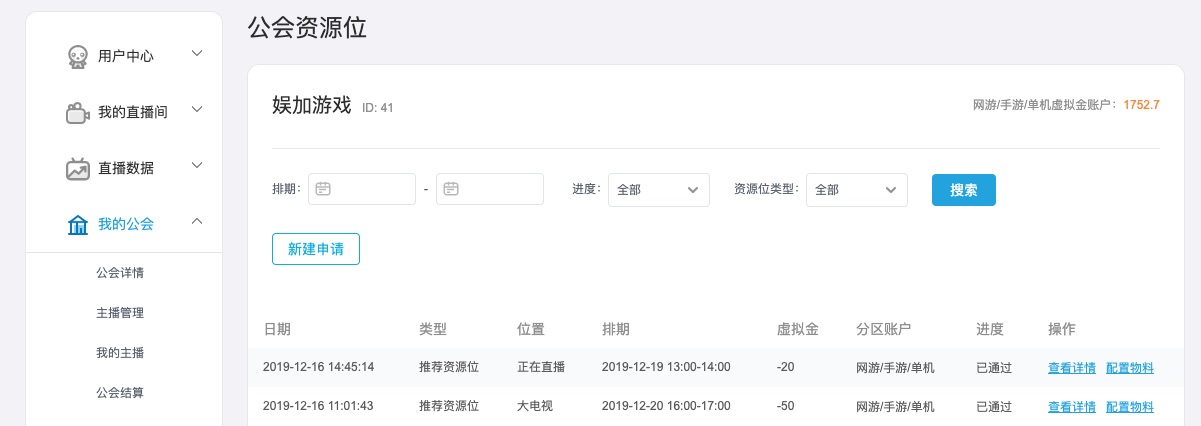 公会资源位
用户中心
我的直播间
直播数据
我的公会
公会详情
主播管理
我的主播
公会结算
娱加游戏 ID: 41
网游/手游/单机虚拟金账户: 1752.7
排期: - 进度: 全部 资源位类型: 全部 搜索
新建申请
日期 类型 位置 排期 虚拟金 分区账户 进度 操作
2019-12-16 14:45:14 推荐资源位 正在直播 2019-12-19 13:00-14:00 -20 网游/手游/单机 已通过 查看详情 配置物料
2019-12-16 11:01:43 推荐资源位 大电视 2019-12-20 16:00-17:00 -50 网游/手游/单机 已通过 查看详情 配置物料